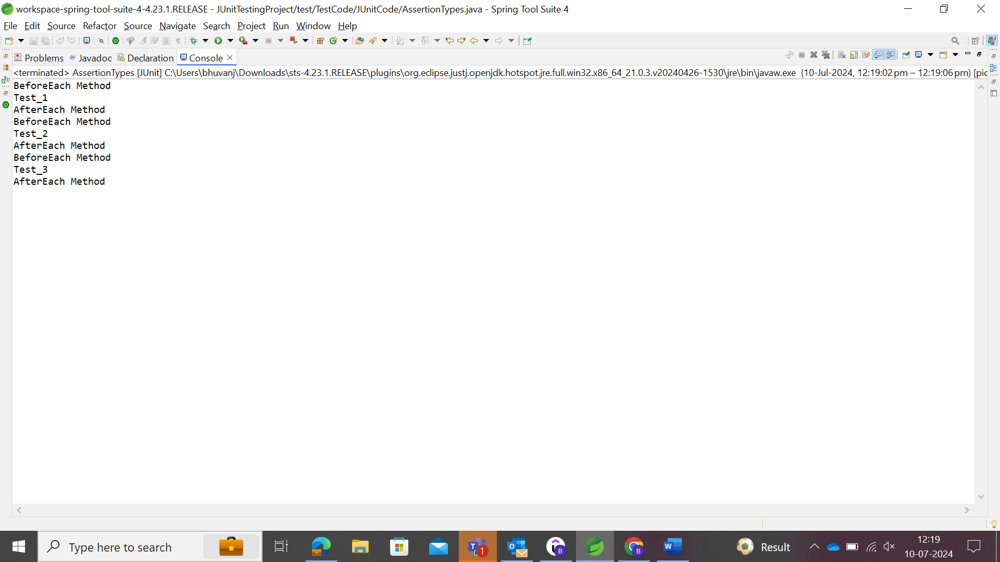 workspace-spring-tool-suite-4-4.23.1.RELEASE - JUnitTestingProject/test/TestCode/JUnitCode/AssertionTypes.java - Spring Tool Suite 4
File Edit Source Refactor Source Navigate Search Project Run Window Help
Problems @ Javadoc Declaration Console
<terminated> AssertionTypes [JUnit] C:\Users\bhuvanj\Downloads\sts-4.23.1.RELEASE\plugins\org.eclipse.justj.openjdk.hotspot.jre.full.win32.x86_64_21.0.3.v20240426-1530\jre\bin\javaw.exe (10-Jul-2024, 12:19:02 pm – 12:19:06 pm) [pic
BeforeEach Method
Test_1
AfterEach Method
BeforeEach Method
Test_2
AfterEach Method
BeforeEach Method
Test_3
AfterEach Method
Type here to search
1
B
B
Result
12:19
10-07-2024